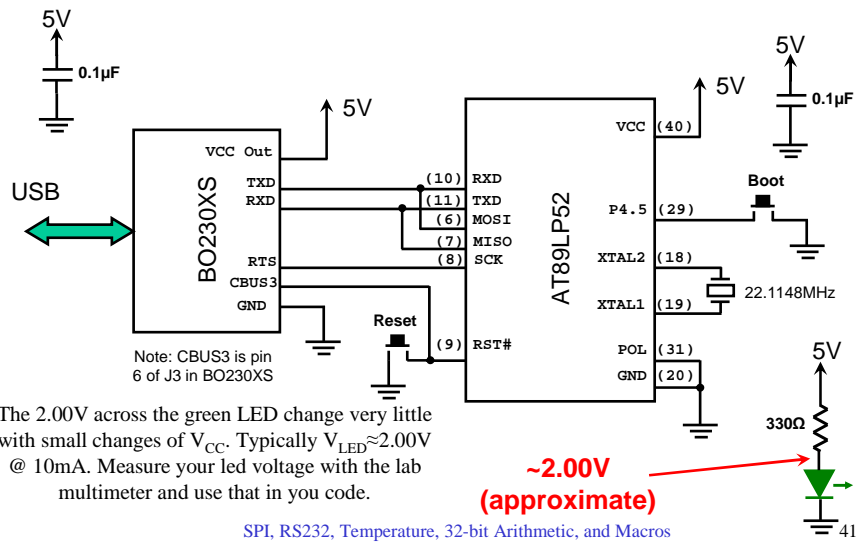 5V
0.1µF
5V
0.1µF
5V
5V
VCC Out
TXD
RXD
RTS
CBUS3
GND
BO230XS
USB
(10) RXD
(11) TXD
(6) MOSI
(7) MISO
(8) SCK
(9) RST#
AT89LP52
VCC (40)
P4.5 (29)
XTAL2 (18)
XTAL1 (19)
POL (31)
GND (20)
Boot
22.1148MHz
Reset
Note: CBUS3 is pin
6 of J3 in BO230XS
5V
330Ω
The 2.00V across the green LED change very little
with small changes of VCC. Typically VLED≈2.00V
@ 10mA. Measure your led voltage with the lab
multimeter and use that in you code.
~2.00V
(approximate)
SPI, RS232, Temperature, 32-bit Arithmetic, and Macros
41